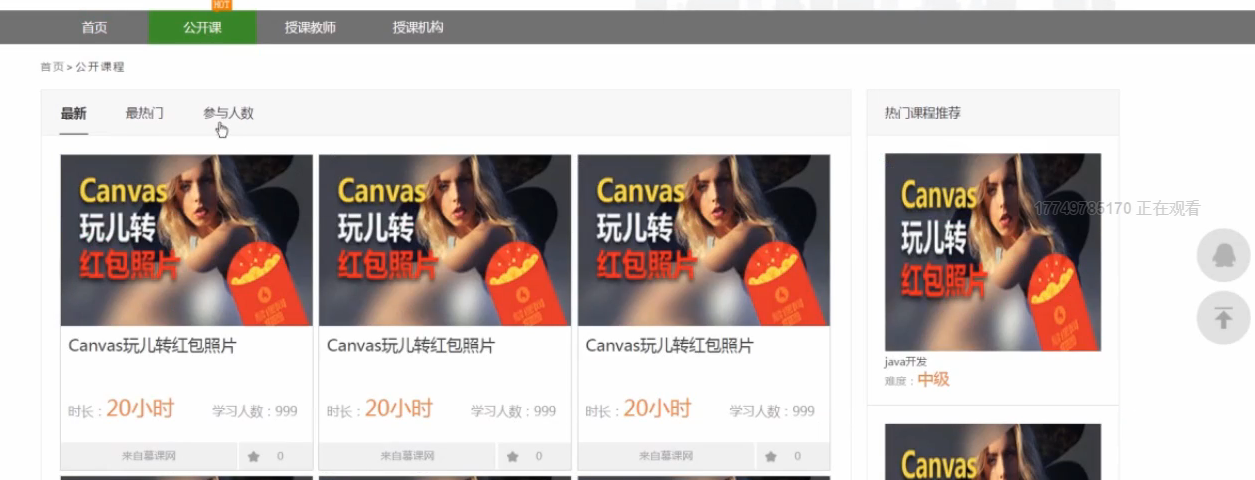 HOT
首页 公开课 授课教师 授课机构
首页 > 公开课程
最新 最热门 参与人数
热门课程推荐
Canvas
玩儿转
红包照片
Canvas
玩儿转
红包照片
Canvas
玩儿转
红包照片
Canvas
玩儿转
红包照片
17749785170 正在观看
Canvas玩儿转红包照片
Canvas玩儿转红包照片
Canvas玩儿转红包照片
java开发
难度：中级
时长：20小时 学习人数：999
时长：20小时 学习人数：999
时长：20小时 学习人数：999
来自慕课网 0
来自慕课网 0
来自慕课网 0
Canvas